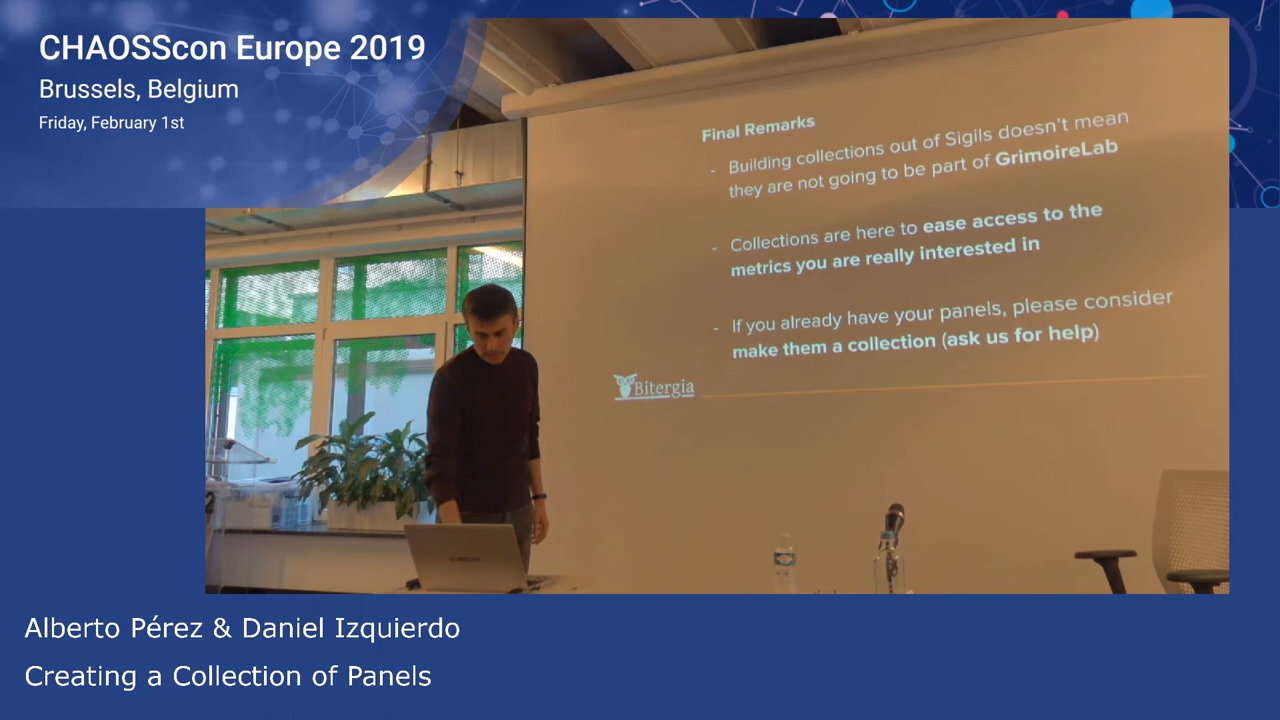 CHAOSScon Europe 2019
Brussels, Belgium
Friday, February 1st
Final Remarks
- Building collections out of Sigils doesn't mean
they are not going to be part of GrimoireLab
- Collections are here to ease access to the
metrics you are really interested in
- If you already have your panels, please consider
make them a collection (ask us for help)
Bitergia
Alberto Pérez & Daniel Izquierdo
Creating a Collection of Panels